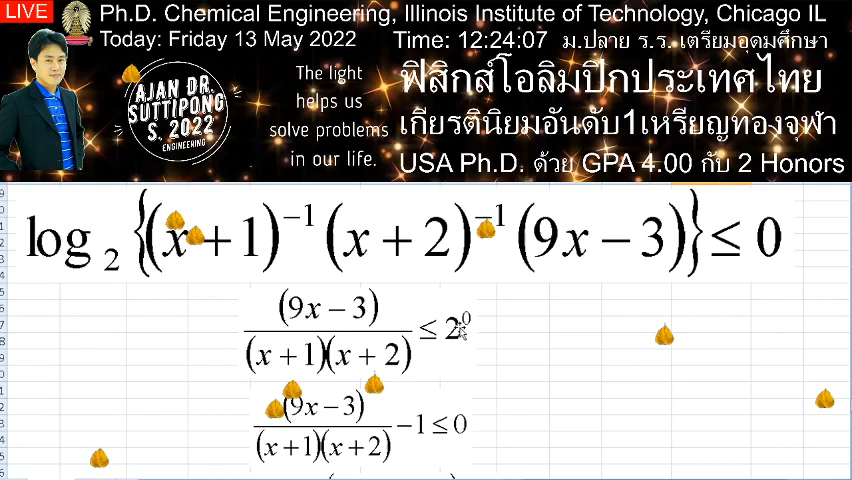 LIVE
Ph.D. Chemical Engineering, Illinois Institute of Technology, Chicago IL
Today: Friday 13 May 2022 Time: 12:24:07 ม.ปลาย ร.ร. เตรียมอุดมศึกษา
AJAN DR.
SUTTIPONG
S. 2022
ENGINEERING
The light
helps us
solve problems
in our life.
ฟิสิกส์โอลิมปิกประเทศไทย
เกียรตินิยมอันดับ1เหรียญทองจุฬา
USA Ph.D. ด้วย GPA 4.00 กับ 2 Honors
log₂{(x+1)⁻¹(x+2)⁻¹(9x−3)}≤0
(9x−3)/((x+1)(x+2)) ≤ 2⁰
(9x−3)/((x+1)(x+2)) −1≤0